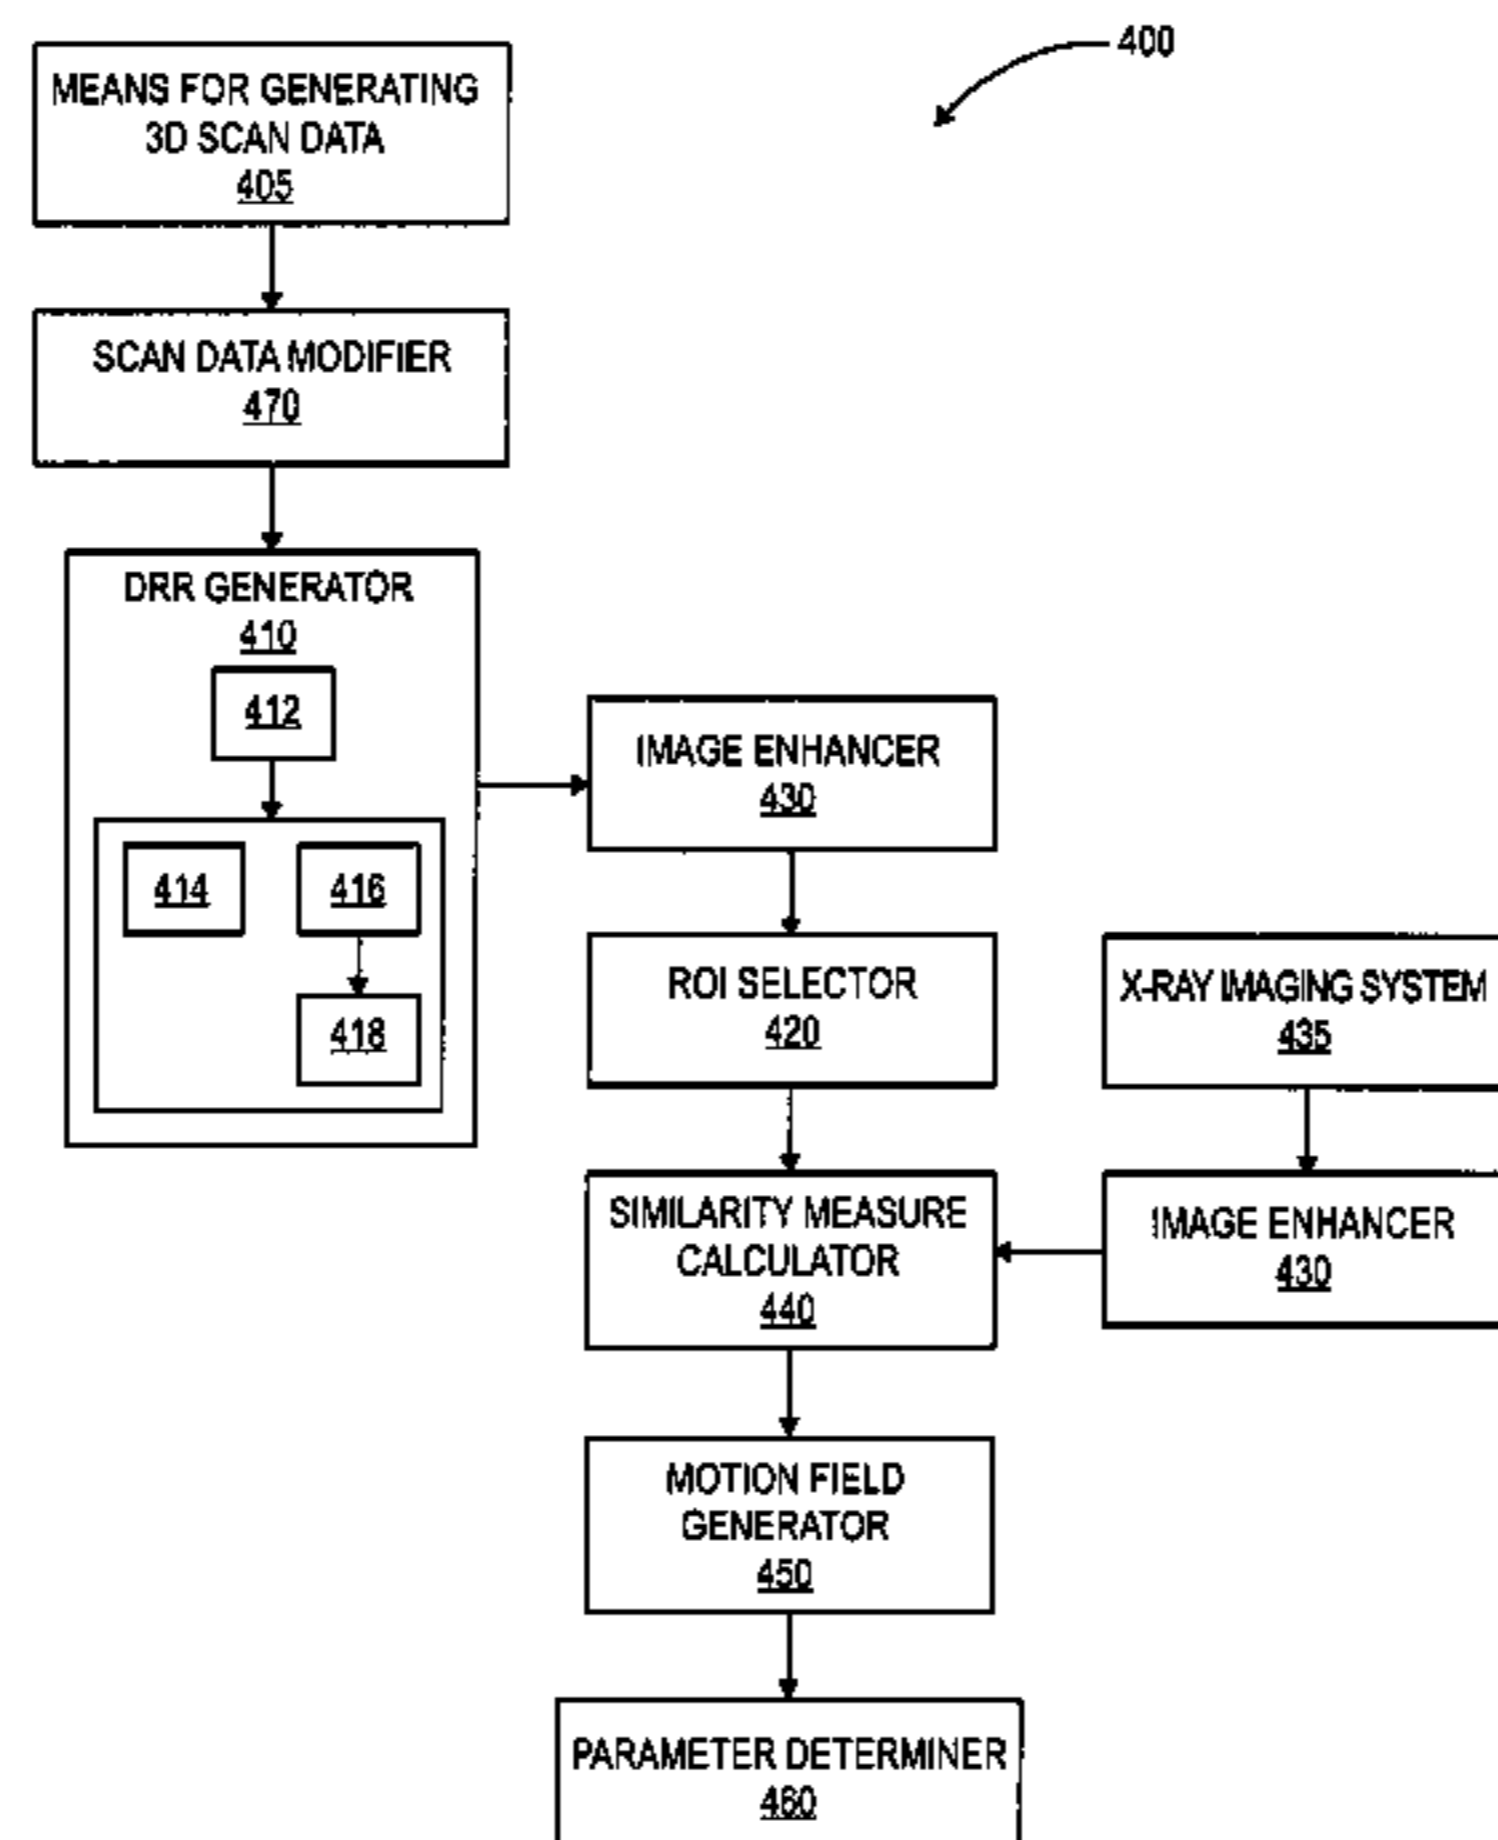 400
MEANS FOR GENERATING
3D SCAN DATA
405
SCAN DATA MODIFIER
470
DRR GENERATOR
410
412
414
416
418
IMAGE ENHANCER
430
ROI SELECTOR
420
X-RAY IMAGING SYSTEM
435
SIMILARITY MEASURE
CALCULATOR
440
IMAGE ENHANCER
430
MOTION FIELD
GENERATOR
450
PARAMETER DETERMINER
460